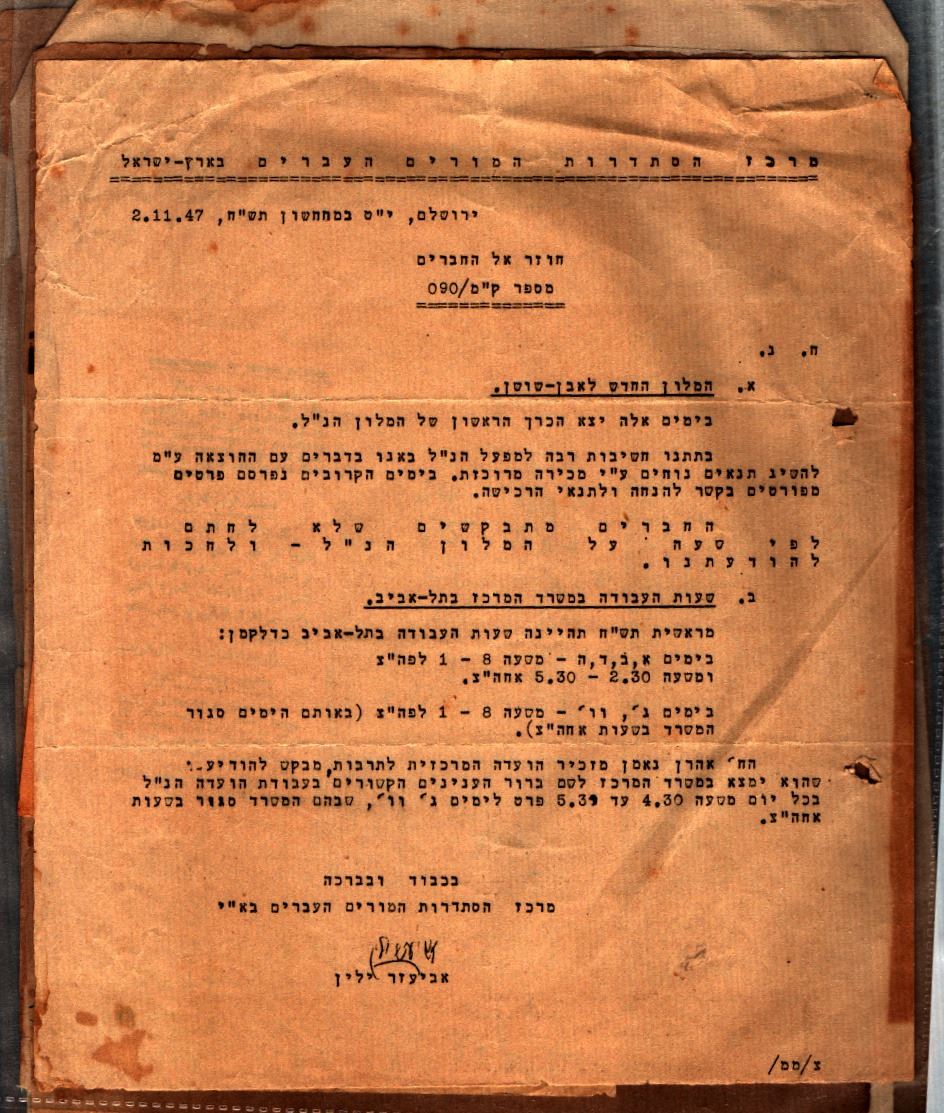 מרכז הסתדרות המורים העברים בארץ-ישראל
ירושלם, י"ט במחחשון תש"ח, 2.11.47
חוזר אל החברים
מספר ק"מ/090
ח. נ.
א. המלון החדש לאבן-שושן.
בימים אלה יצא הכרך הראשון של המלון הנ"ל.
בתתנו חשיבות רבה למפעל הנ"ל באנו בדברים עם החוצאה ע"מ
להשיג תנאים נוחים ע"י מכירה מרוכזת. בימים הקרובים נפרסם פרטים
מפורטים בקשר להנחה ולתנאי הרכישה.
החברים מתבקשים שלא לחתם
לפי שעה על המלון הנ"ל - ולחכות
להודעתנו.
ב. שעות העבודה במשרד המרכז בתל-אביב.
מראשית תש"ח תהיינה שעות העבודה בתל-אביב כדלקמן:
בימים א,ב,ד,ה - משעה 8 - 1 לפה"צ
ומשעה 2.30 - 5.30 אחה"צ.
בימים ג', וו' - משעה 8 - 1 לפה"צ (באותם הימים סגור
המשרד בשעות אחה"צ).
הח' אהרן נאמן מזכיר הועדה המרכזית לתרבות,מבקש להודיע
שהוא ימצא במשרד המרכז לשם ברור הענינים הקשורים בעבודת הועדה הנ"ל
בכל יום משעה 4.30 עד 5.30 פרט לימים ג' וו', שבהם המשרד סגור בשעות
אחה"צ.
בכבוד ובברכה
מרכז הסתדרות המורים העברים בא"י
אביעזר ילין
צ/ממ/